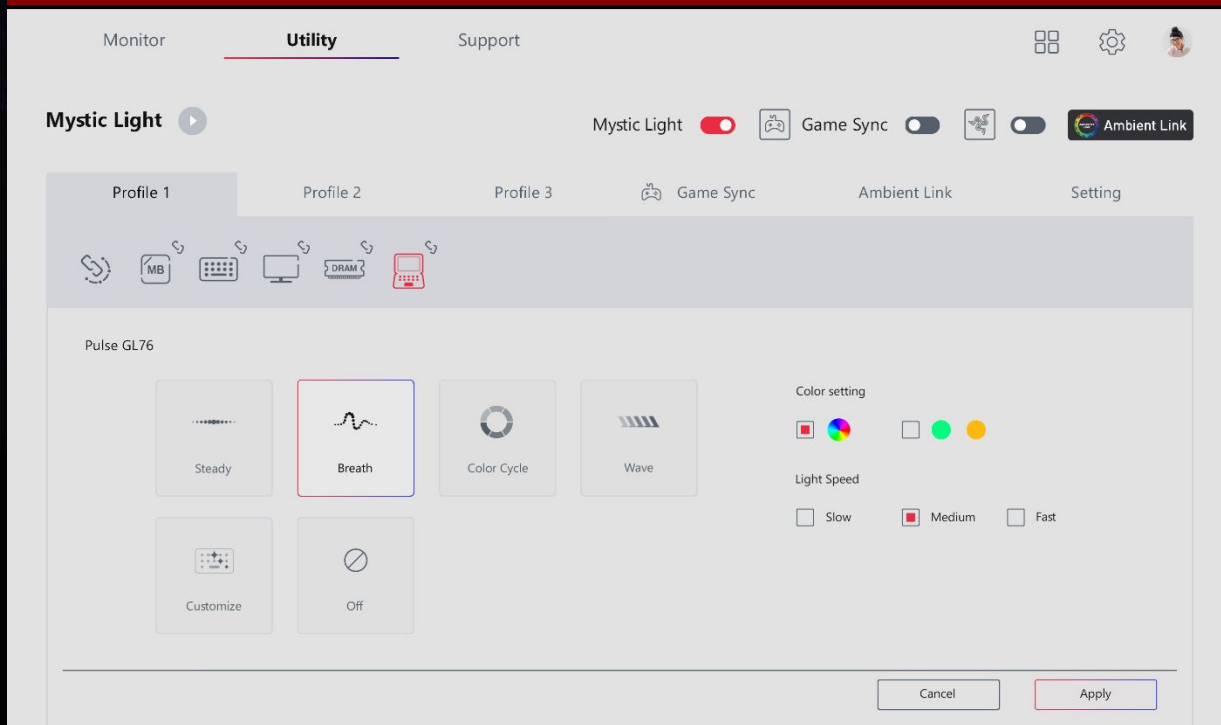 Monitor Utility Support
Mystic Light Mystic Light Game Sync Ambient Link
Profile 1 Profile 2 Profile 3 Game Sync Ambient Link Setting
MB DRAM
Pulse GL76
Color setting
Steady Breath Color Cycle Wave
Light Speed
Slow Medium Fast
Customize Off
Cancel Apply